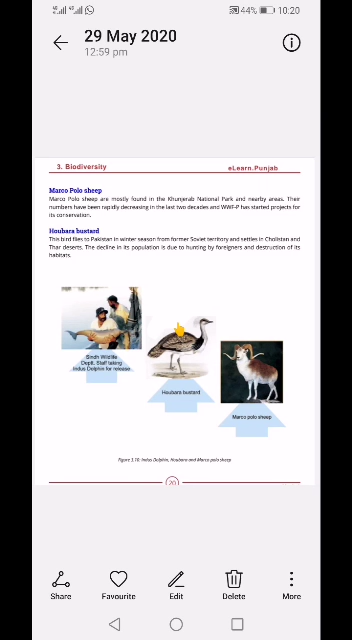 44% 10:20
29 May 2020
12:59 pm
3. Biodiversity
eLearn.Punjab
Marco Polo sheep
Marco Polo sheep are mostly found in the Khunjerab National Park and nearby areas. Their
numbers have been rapidly decreasing in the last two decades and WWF-P has started projects for
its conservation.
Houbara bustard
This bird flies to Pakistan in winter season from former Soviet territory and settles in Cholistan and
Thar deserts. The decline in its population is due to hunting by foreigners and destruction of its
habitats.
Sindh Wildlife
Deptt. Staff taking
Indus Dolphin for release
Houbara bustard
Marco polo sheep
Figure 3.10: Indus Dolphin, Houbara and Marco polo sheep
20
Share
Favourite
Edit
Delete
More